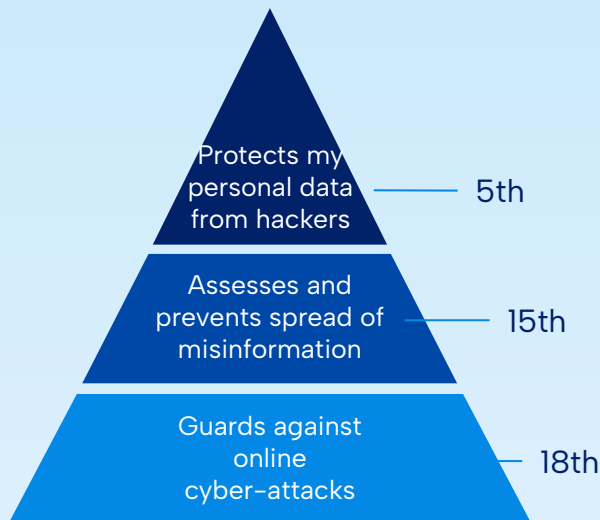 Protects my
personal data
from hackers
5th
Assesses and
prevents spread of
misinformation
15th
Guards against
online
cyber-attacks
18th